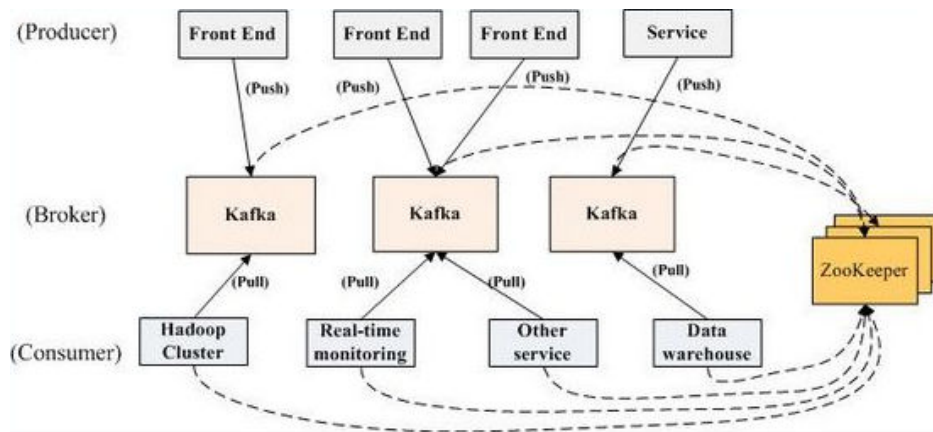 (Producer)
Front End
Front End
Front End
Service
(Push)
(Push)
(Push)
(Push)
(Broker)
Kafka
Kafka
Kafka
ZooKeeper
(Pull)
(Pull)
(Pull)
(Pull)
(Consumer)
Hadoop
Cluster
Real-time
monitoring
Other
service
Data
warehouse